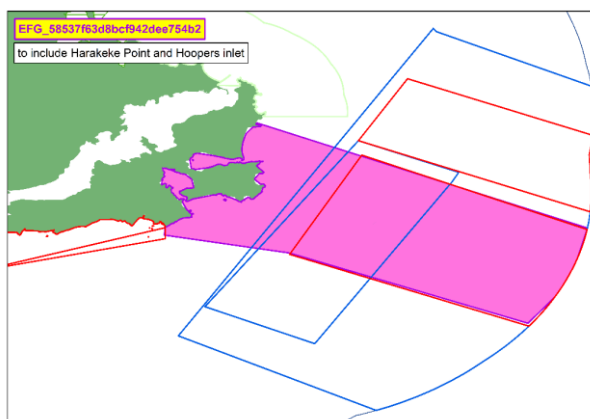 EFG_58537f63d8bcf942dee754b2
to include Harakeke Point and Hoopers inlet